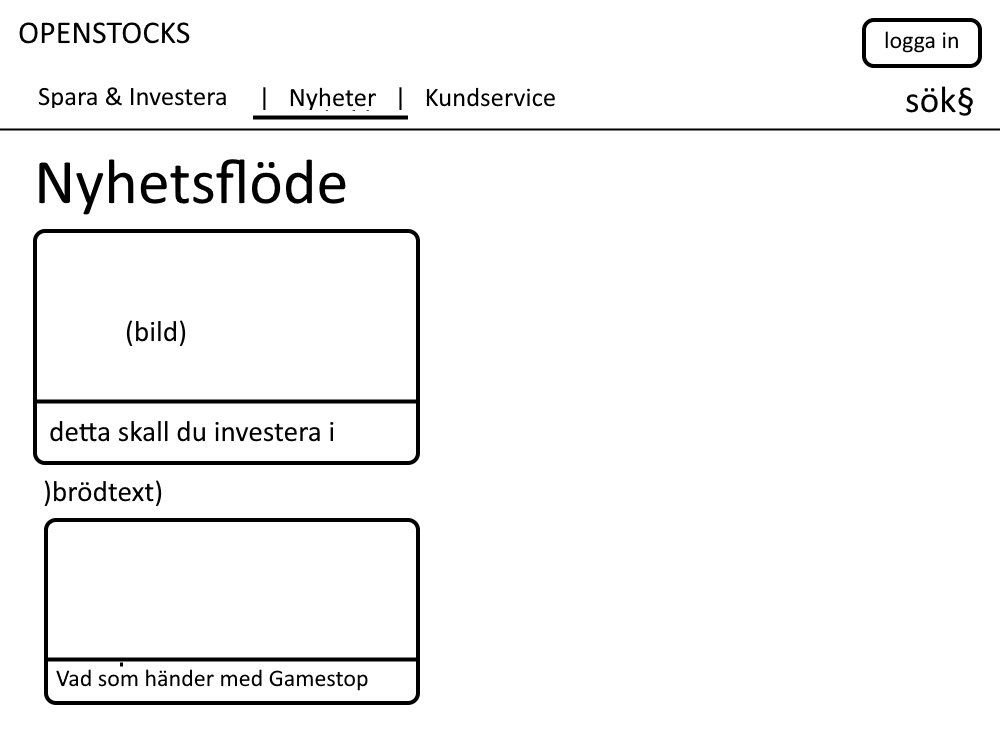 OPENSTOCKS
logga in
Spara & Investera | Nyheter | Kundservice
sök§
Nyhetsflöde
(bild)
detta skall du investera i
)brödtext)
Vad som händer med Gamestop